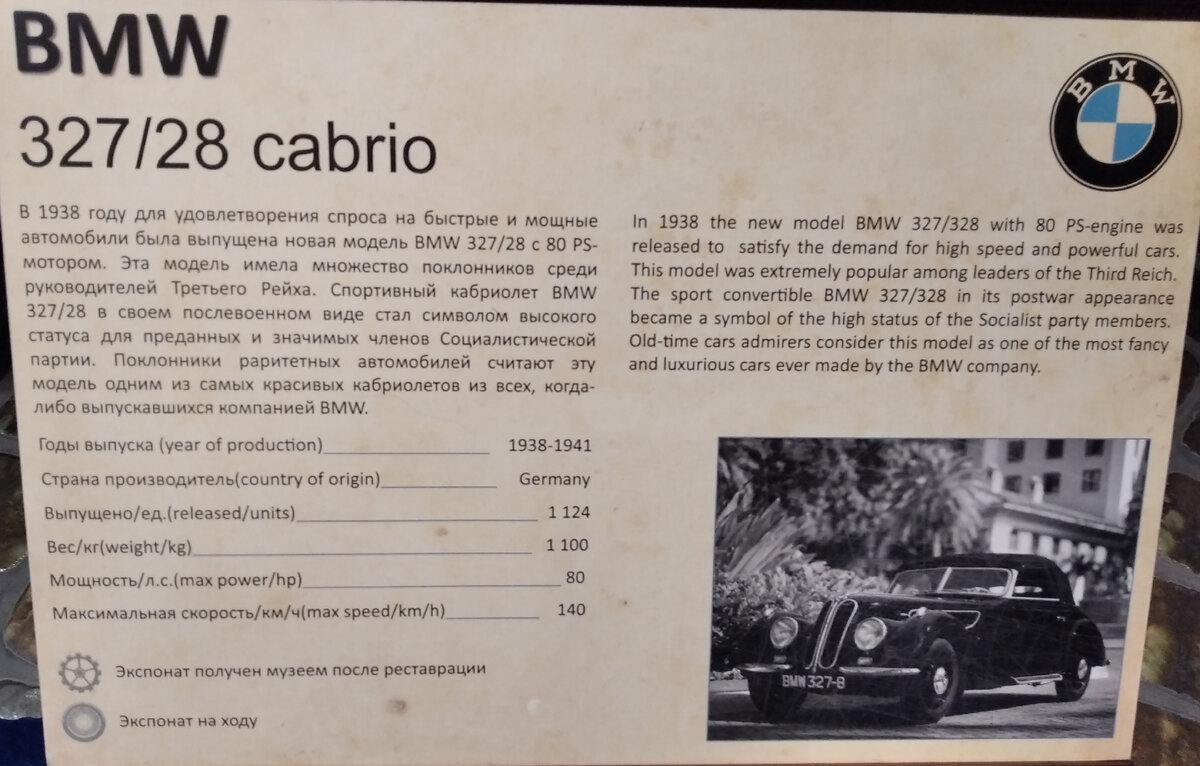 BMW
327/28 cabrio
BMW
В 1938 году для удовлетворения спроса на быстрые и мощные
автомобили была выпущена новая модель BMW 327/28 с 80 PS-
мотором. Эта модель имела множество поклонников среди
руководителей Третьего Рейха. Спортивный кабриолет BMW
327/28 в своем послевоенном виде стал символом высокого
статуса для преданных и значимых членов Социалистической
партии. Поклонники раритетных автомобилей считают эту
модель одним из самых красивых кабриолетов из всех, когда-
либо выпускавшихся компанией BMW.
In 1938 the new model BMW 327/328 with 80 PS-engine was
released to satisfy the demand for high speed and powerful cars.
This model was extremely popular among leaders of the Third Reich.
The sport convertible BMW 327/328 in its postwar appearance
became a symbol of the high status of the Socialist party members.
Old-time cars admirers consider this model as one of the most fancy
and luxurious cars ever made by the BMW company.
Годы выпуска (year of production)__________ 1938-1941
Страна производитель(country of origin)__________ Germany
Выпущено/ед.(released/units)__________ 1 124
Вес/кг(weight/kg)__________ 1 100
Мощность/л.с.(max power/hp)__________ 80
Максимальная скорость/км/ч(max speed/km/h)__________ 140
Экспонат получен музеем после реставрации
Экспонат на ходу
BMW 327-8